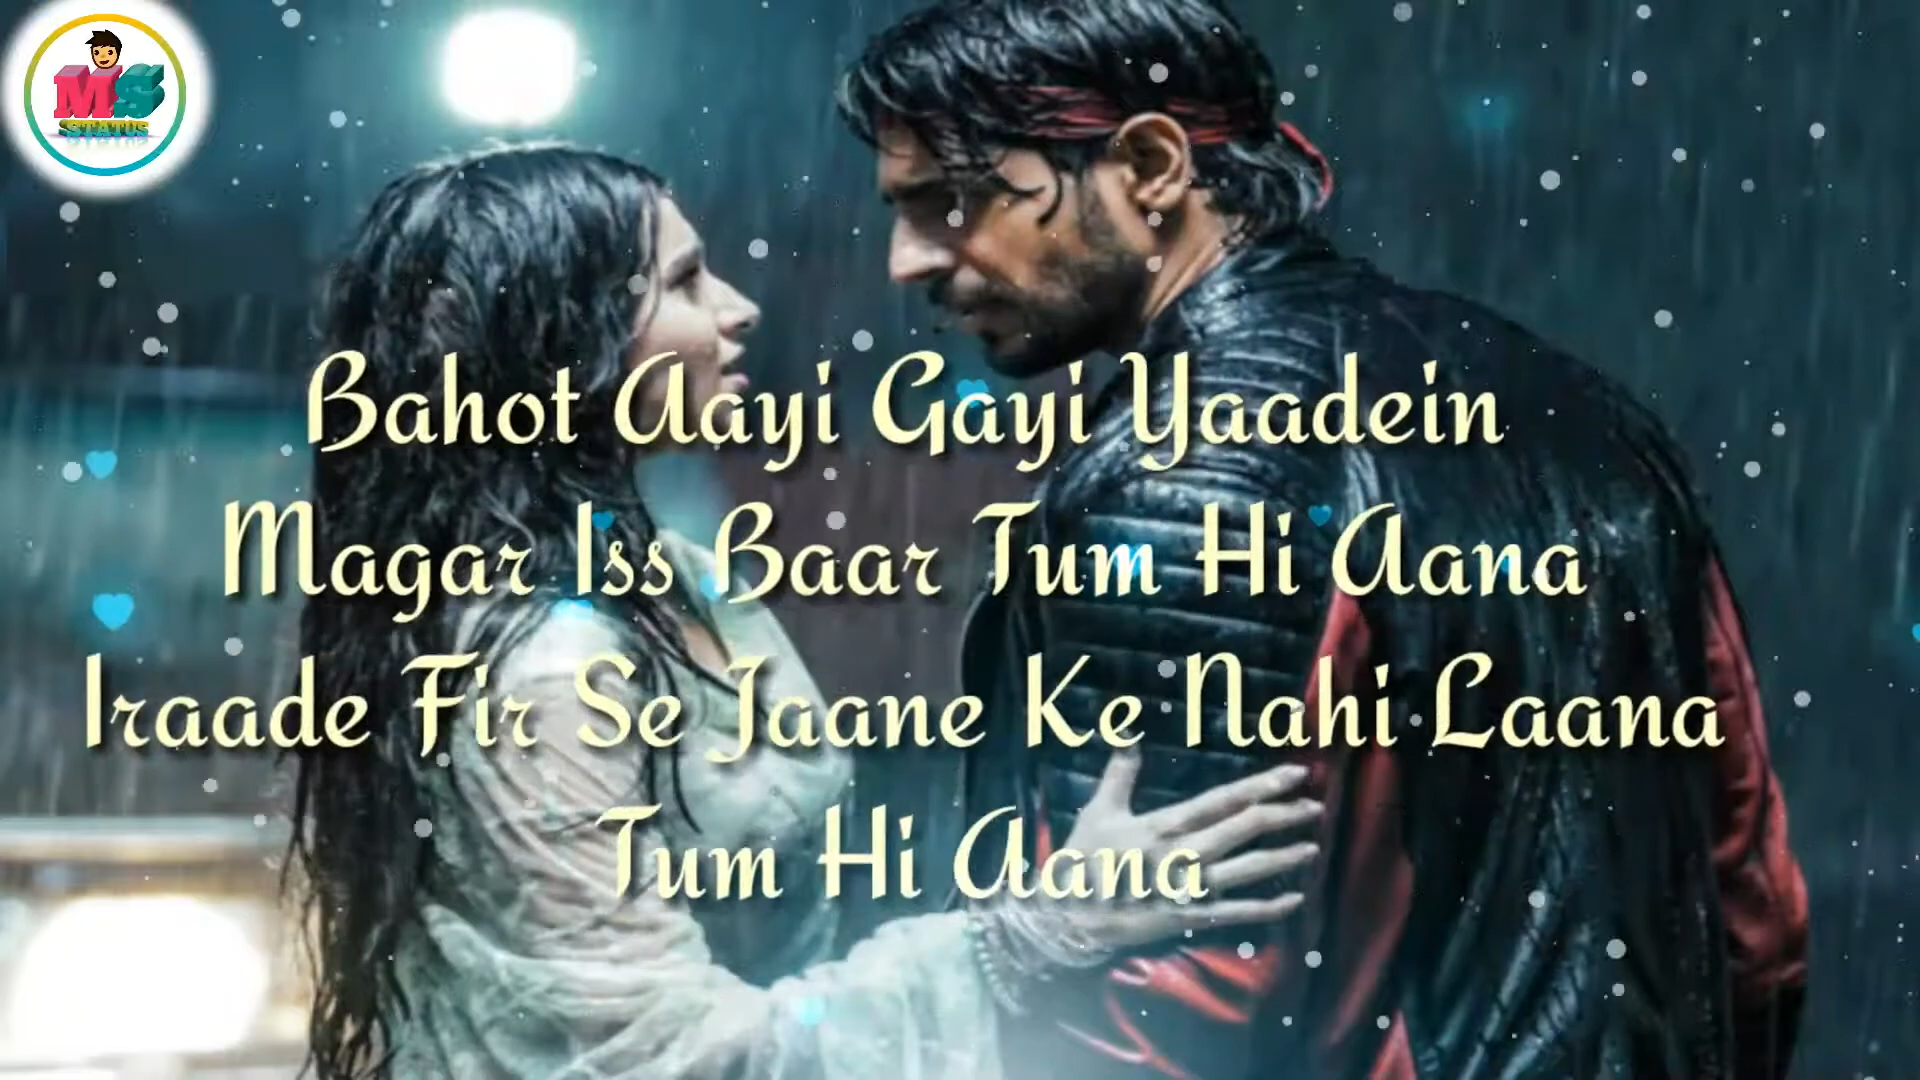 MS
STATUS
Bahot Aayi Gayi Yaadein
Magar Iss Baar Tum Hi Aana
Iraade Fir Se Jaane Ke Nahi Laana
Tum Hi Aana